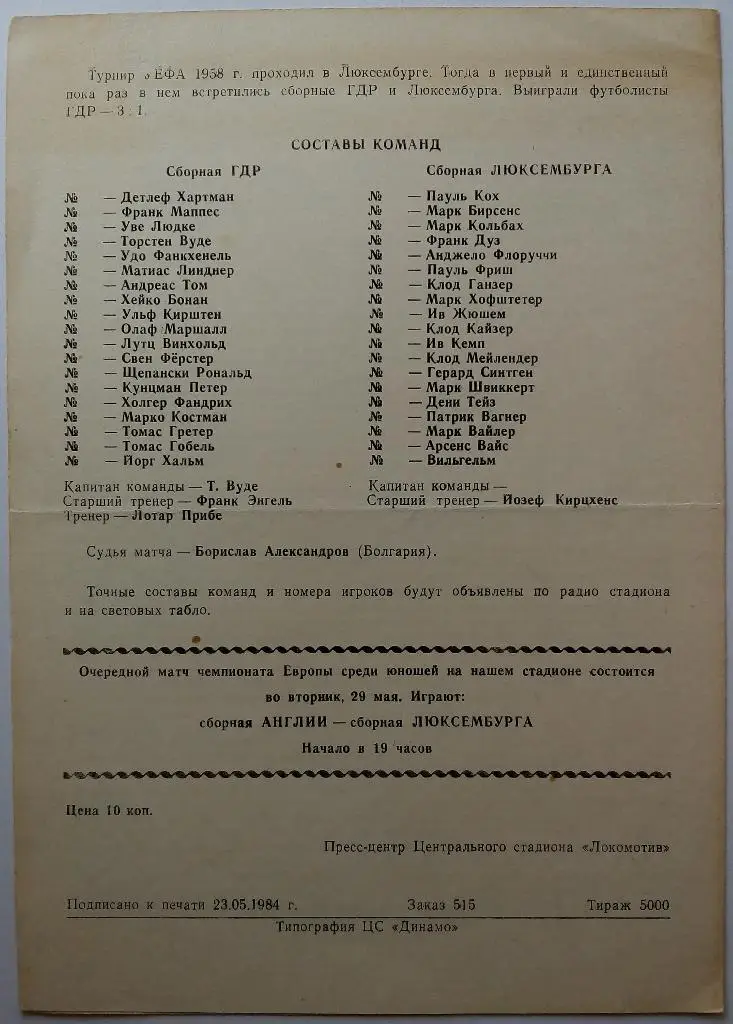 Турнир УЕФА 1958 г. проходил в Люксембурге. Тогда в первый и единственный
пока раз в нем встретились сборные ГДР и Люксембурга. Выиграли футболисты
ГДР — 3 : 1.
СОСТАВЫ КОМАНД
Сборная ГДР
№ — Детлеф Хартман
№ — Франк Маппес
№ — Уве Людке
№ — Торстен Вуде
№ — Удо Фанкхенель
№ — Матиас Линднер
№ — Андреас Том
№ — Хейко Бонан
№ — Ульф Кирштен
№ — Олаф Маршалл
№ — Лутц Винхольд
№ — Свен Фёрстер
№ — Щепански Рональд
№ — Кунцман Петер
№ — Холгер Фандрих
№ — Марко Костман
№ — Томас Гретер
№ — Томас Гобель
№ — Йорг Хальм
Капитан команды — Т. Вуде
Старший тренер — Франк Энгель
Тренер — Лотар Прибе
Сборная ЛЮКСЕМБУРГА
№ — Пауль Кох
№ — Марк Бирсенс
№ — Марк Кольбах
№ — Франк Дуз
№ — Анджело Флоруччи
№ — Пауль Фриш
№ — Клод Ганзер
№ — Марк Хофштетер
№ — Ив Жюшем
№ — Клод Кайзер
№ — Ив Кемп
№ — Клод Мейлендер
№ — Герард Синтген
№ — Марк Швиккерт
№ — Дени Тейз
№ — Патрик Вагнер
№ — Марк Вайлер
№ — Арсенс Вайс
№ — Вильгельм
Капитан команды —
Старший тренер — Йозеф Кирцхенс
Судья матча — Борислав Александров (Болгария).
Точные составы команд и номера игроков будут объявлены по радио стадиона
и на световых табло.
Очередной матч чемпионата Европы среди юношей на нашем стадионе состоится
во вторник, 29 мая. Играют:
сборная АНГЛИИ — сборная ЛЮКСЕМБУРГА
Начало в 19 часов
Цена 10 коп.
Пресс-центр Центрального стадиона «Локомотив»
Подписано к печати 23.05.1984 г. Заказ 515 Тираж 5000
Типография ЦС «Динамо»